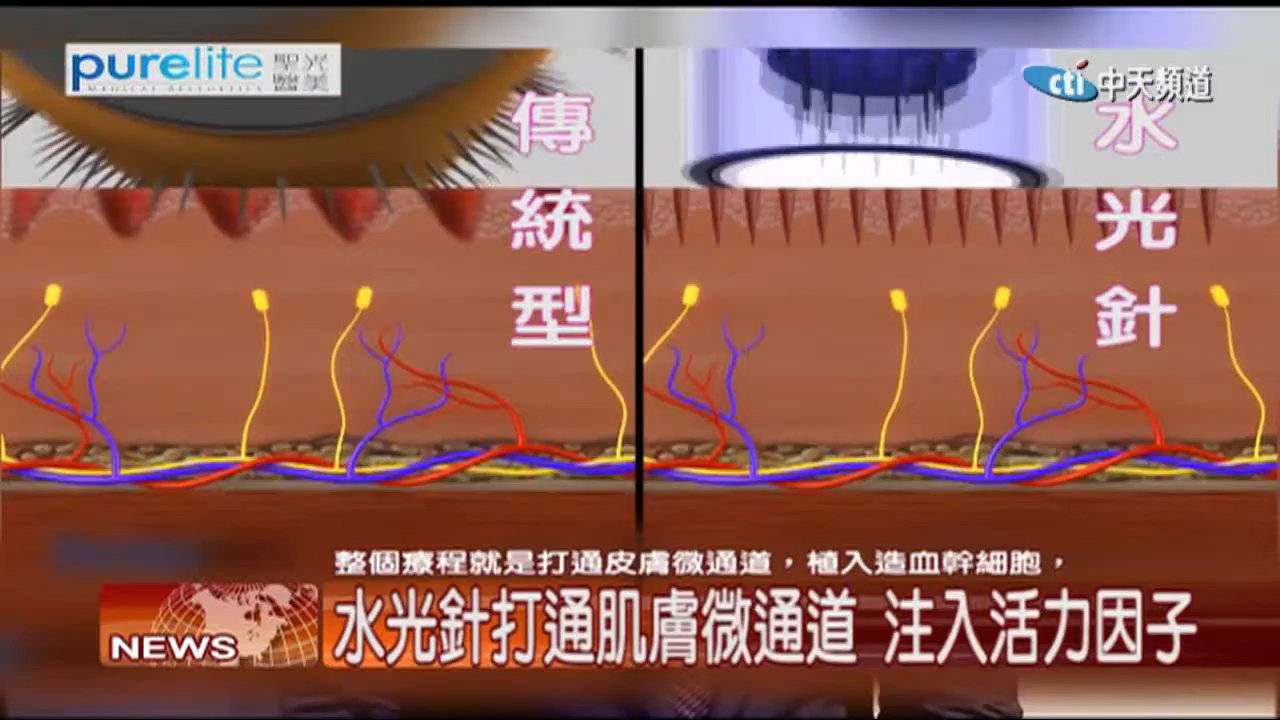 purelite 聖光醫美
MEDICAL AESTHETICS
cti 中天頻道
傳統型
水光針
整個療程就是打通皮膚微通道，植入造血幹細胞，
NEWS
水光針打通肌膚微通道 注入活力因子